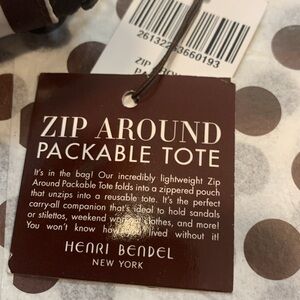 ZIP AROUND
PACKABLE TOTE
It's in the bag! Our incredibly lightweight Zip
Around Packable Tote folds into a zippered pouch
that unzips into a reusable tote. It's the perfect
carry-all companion that's ideal to hold sandals
or stilettos, weekend clothes, and more!
You won't know lived without it!
HENRI BENDEL
NEW YORK